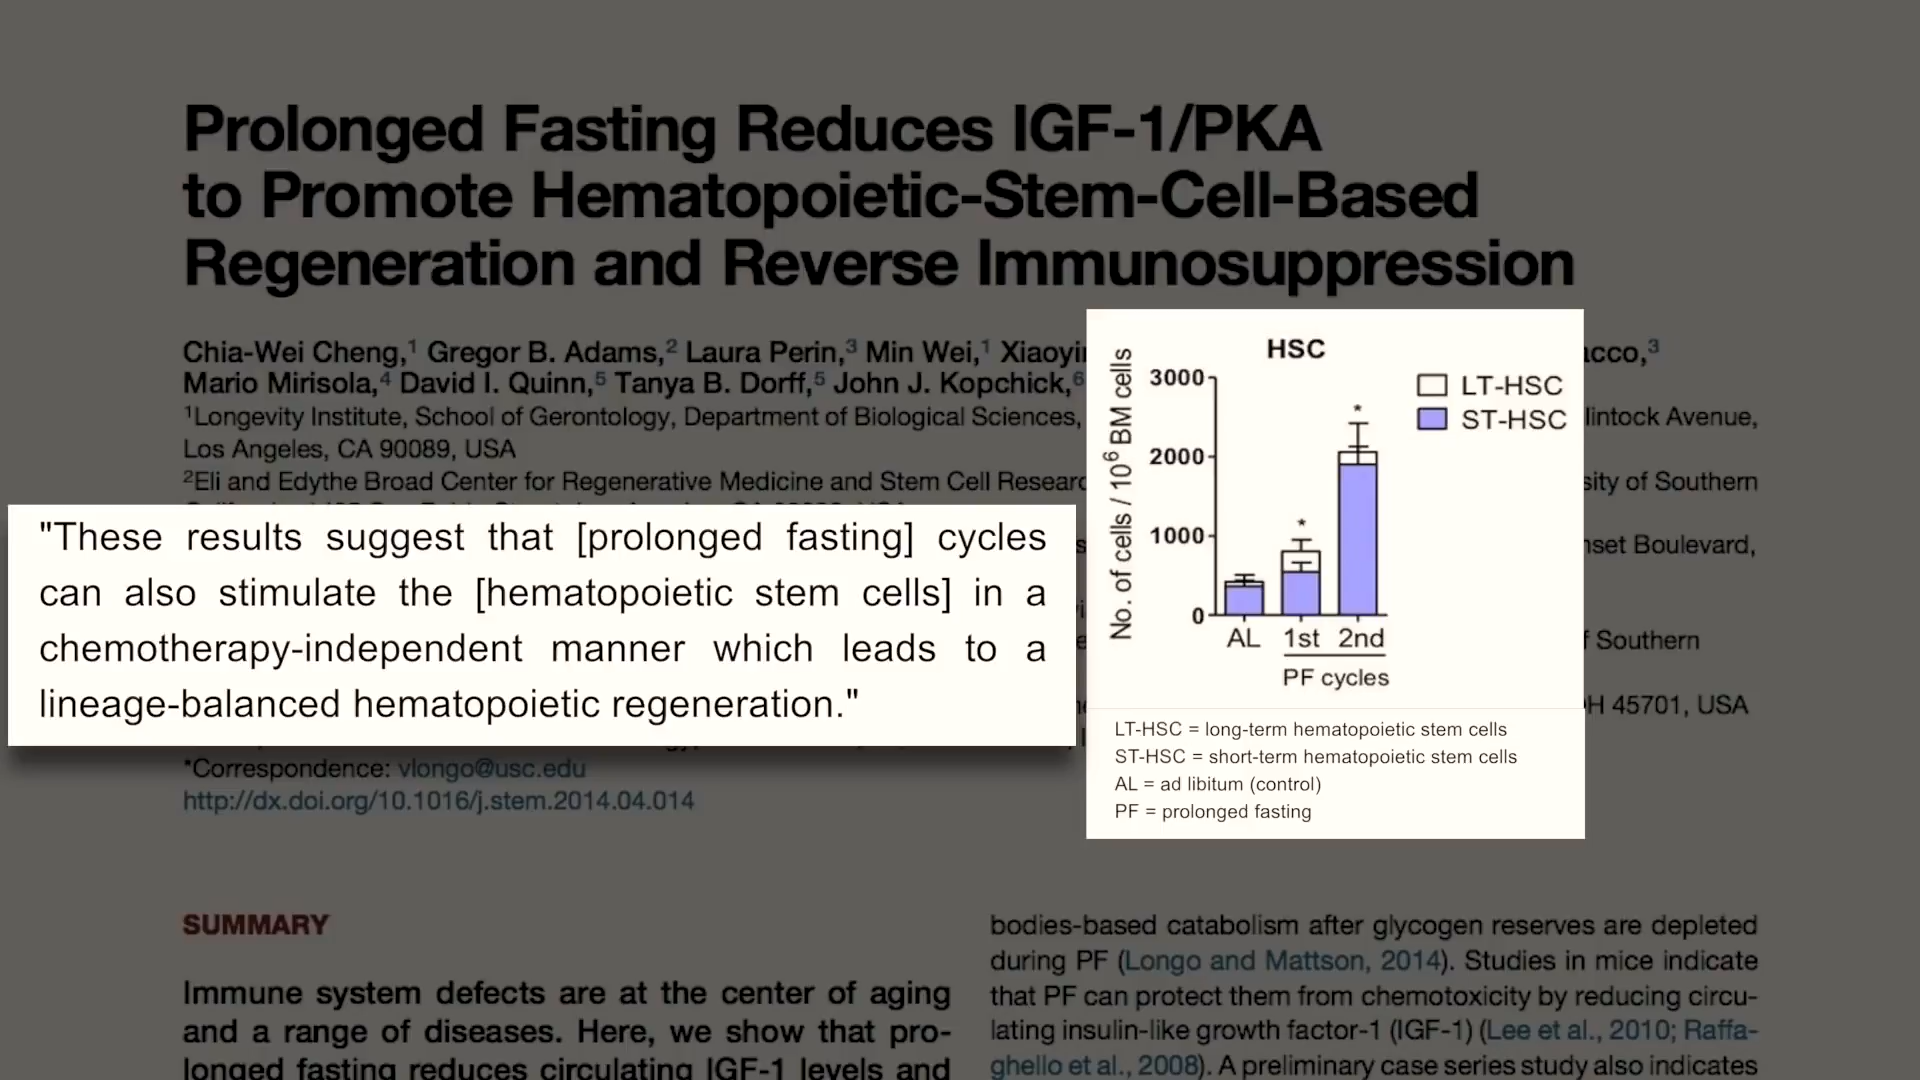 Prolonged Fasting Reduces IGF-1/PKA
to Promote Hematopoietic-Stem-Cell-Based
Regeneration and Reverse Immunosuppression
Chia-Wei Cheng,1 Gregor B. Adams,2 Laura Perin,3 Min Wei,1
Mario Mirisola,4 David I. Quinn,5 Tanya B. Dorff,5 John J. Kopchick,6
1Longevity Institute, School of Gerontology, Department of Biological Sciences, Avenue,
Los Angeles, CA 90089, USA
2Eli and Edythe Broad Center for Regenerative Medicine and Stem Cell of Southern
Boulevard,
Southern
45701, USA
"These results suggest that [prolonged fasting] cycles
can also stimulate the [hematopoietic stem cells] in a
chemotherapy-independent manner which leads to a
lineage-balanced hematopoietic regeneration."
*Correspondence: vlongo@usc.edu
http://dx.doi.org/10.1016/j.stem.2014.04.014
HSC
No. of cells / 10^6 BM cells
3000
2000
1000
0
* *
LT-HSC
ST-HSC
AL 1st 2nd
PF cycles
LT-HSC = long-term hematopoietic stem cells
ST-HSC = short-term hematopoietic stem cells
AL = ad libitum (control)
PF = prolonged fasting
SUMMARY
Immune system defects are at the center of aging
and a range of diseases. Here, we show that pro-
longed fasting reduces circulating IGF-1 levels and
bodies-based catabolism after glycogen reserves are depleted
during PF (Longo and Mattson, 2014). Studies in mice indicate
that PF can protect them from chemotoxicity by reducing circu-
lating insulin-like growth factor-1 (IGF-1) (Lee et al., 2010; Raffa-
ghello et al., 2008). A preliminary case series study also indicates